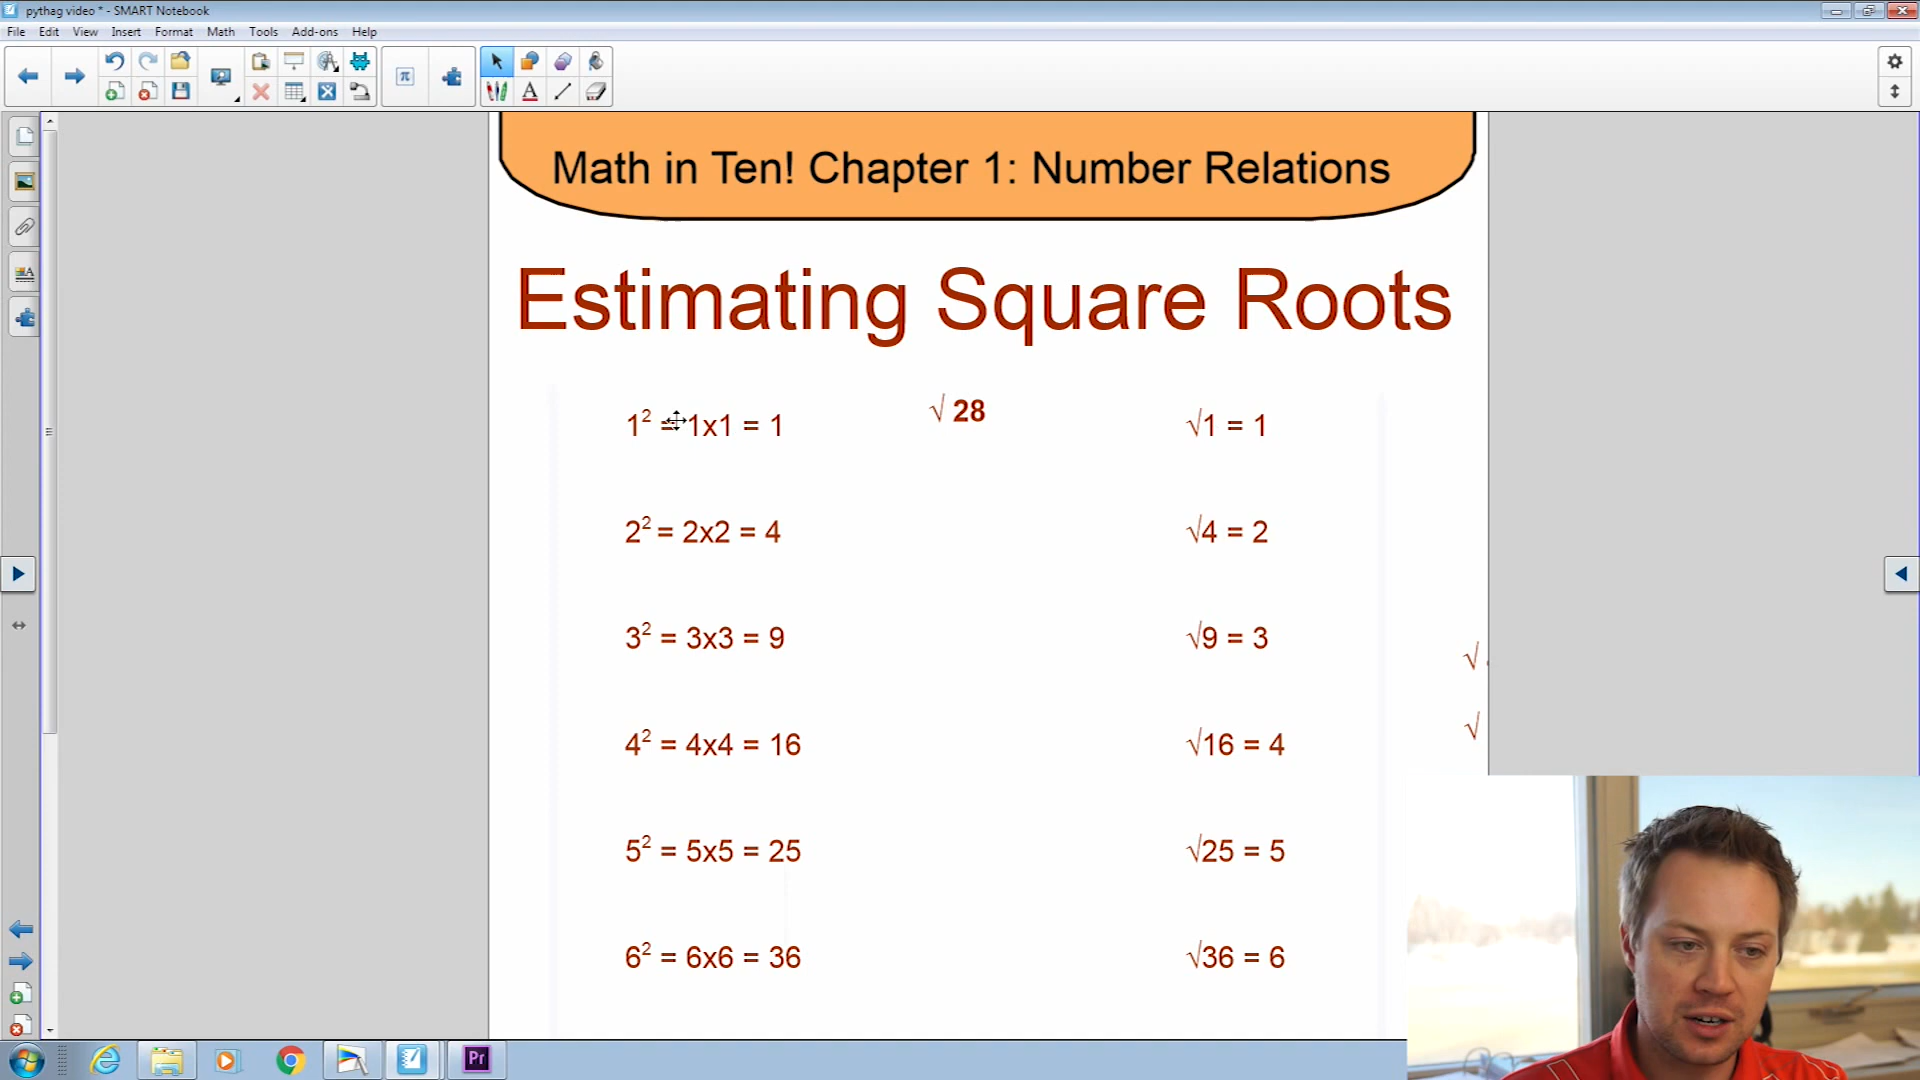 pythag video * - SMART Notebook
File Edit View Insert Format Math Tools Add-ons Help
Math in Ten! Chapter 1: Number Relations
Estimating Square Roots
1² = 1x1 = 1
√ 28
√1 = 1
2² = 2x2 = 4
√4 = 2
3² = 3x3 = 9
√9 = 3
√
4² = 4x4 = 16
√16 = 4
√
5² = 5x5 = 25
√25 = 5
6² = 6x6 = 36
√36 = 6
Pr